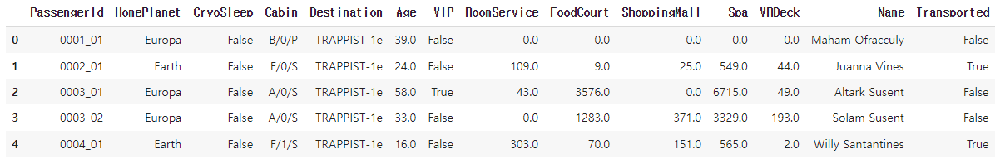 PassengerId HomePlanet CryoSleep Cabin Destination Age VIP RoomService FoodCourt ShoppingMall Spa VRDeck Name Transported
0 0001_01 Europa False B/0/P TRAPPIST-1e 39.0 False 0.0 0.0 0.0 0.0 0.0 Maham Ofracculy False
1 0002_01 Earth False F/0/S TRAPPIST-1e 24.0 False 109.0 9.0 25.0 549.0 44.0 Juanna Vines True
2 0003_01 Europa False A/0/S TRAPPIST-1e 58.0 True 43.0 3576.0 0.0 6715.0 49.0 Altark Susent False
3 0003_02 Europa False A/0/S TRAPPIST-1e 33.0 False 0.0 1283.0 371.0 3329.0 193.0 Solam Susent False
4 0004_01 Earth False F/1/S TRAPPIST-1e 16.0 False 303.0 70.0 151.0 565.0 2.0 Willy Santantines True